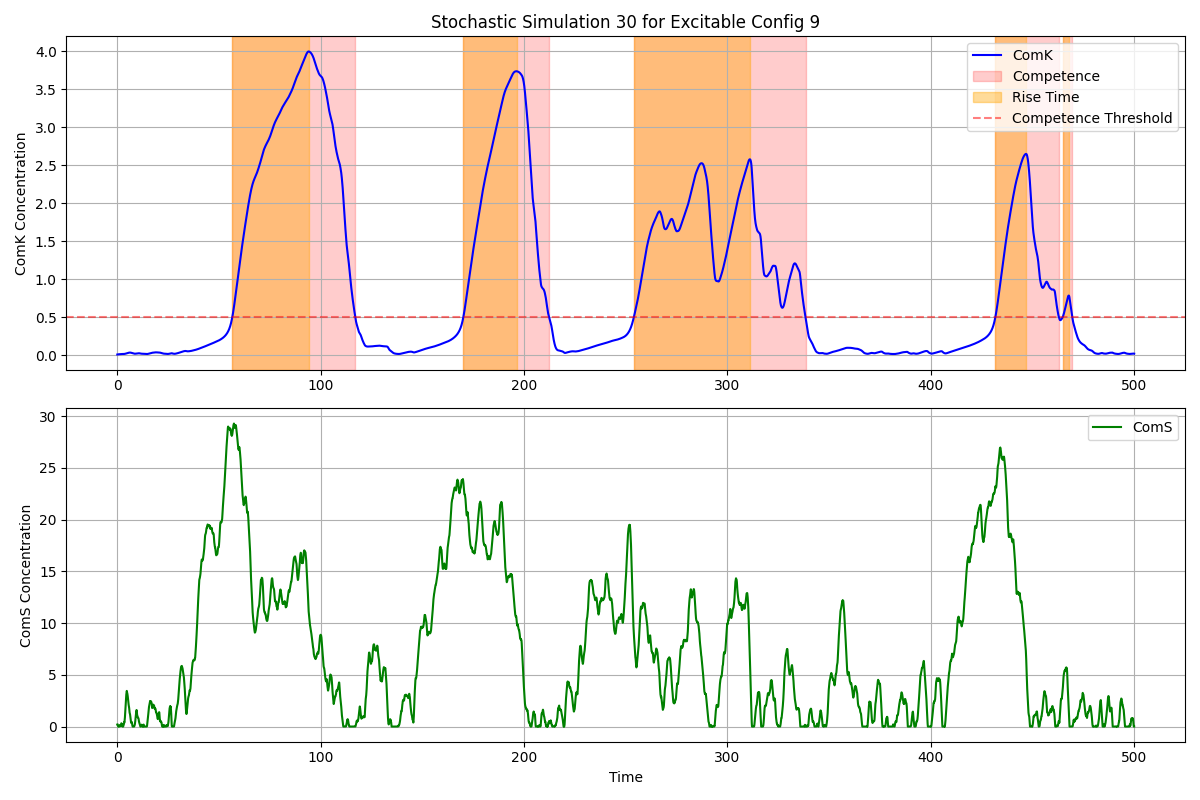 Stochastic Simulation 30 for Excitable Config 9
ComK Concentration
4.0
3.5
3.0
2.5
2.0
1.5
1.0
0.5
0.0
ComK
Competence
Rise Time
Competence Threshold
0 100 200 300 400 500
ComS Concentration
30
25
20
15
10
5
0
ComS
0 100 200 300 400 500
Time